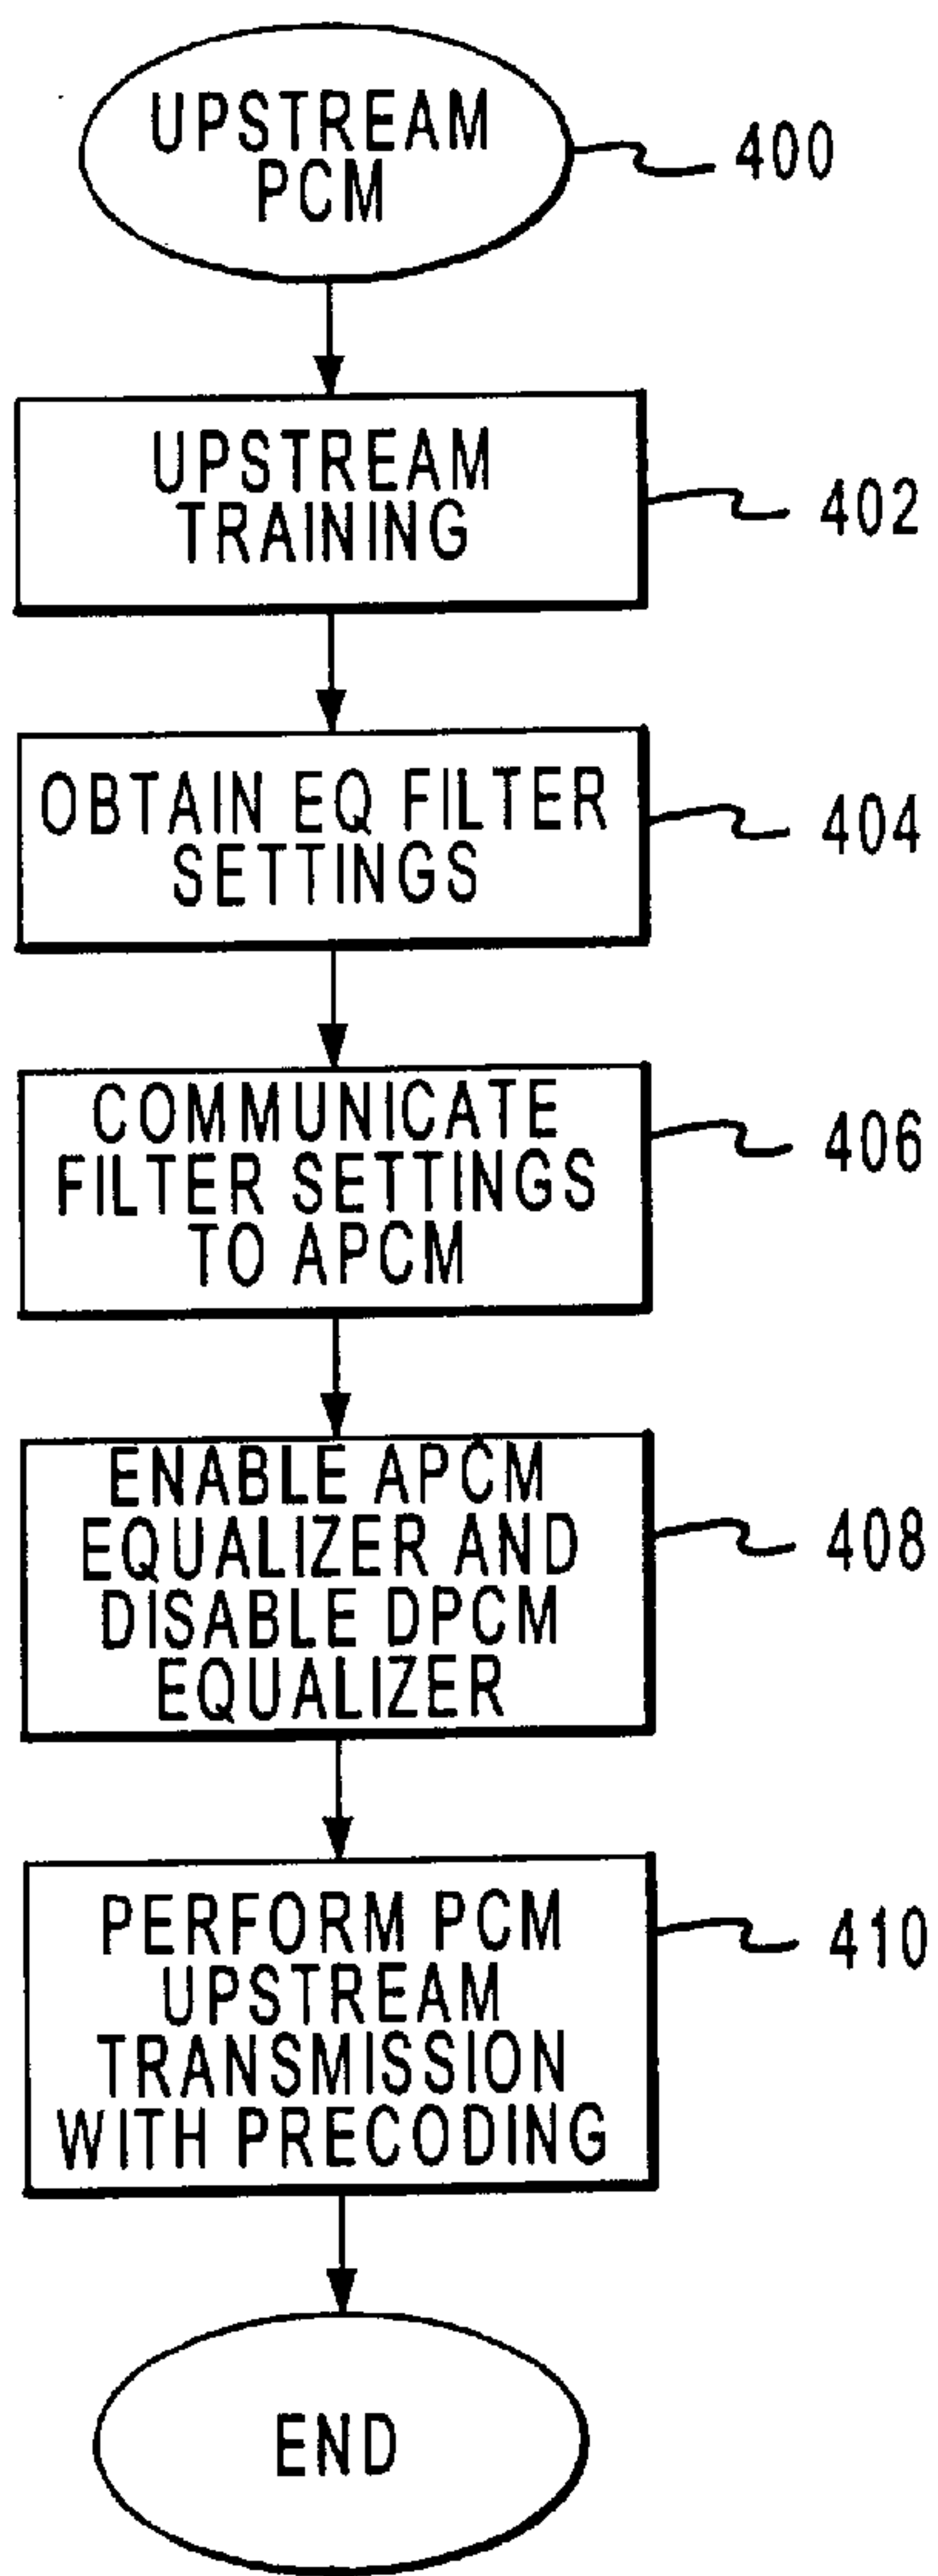 UPSTREAM
PCM
400
UPSTREAM
TRAINING
402
OBTAIN EQ FILTER
SETTINGS
404
COMMUNICATE
FILTER SETTINGS
TO APCM
406
ENABLE APCM
EQUALIZER AND
DISABLE DPCM
EQUALIZER
408
PERFORM PCM
UPSTREAM
TRANSMISSION
WITH PRECODING
410
END